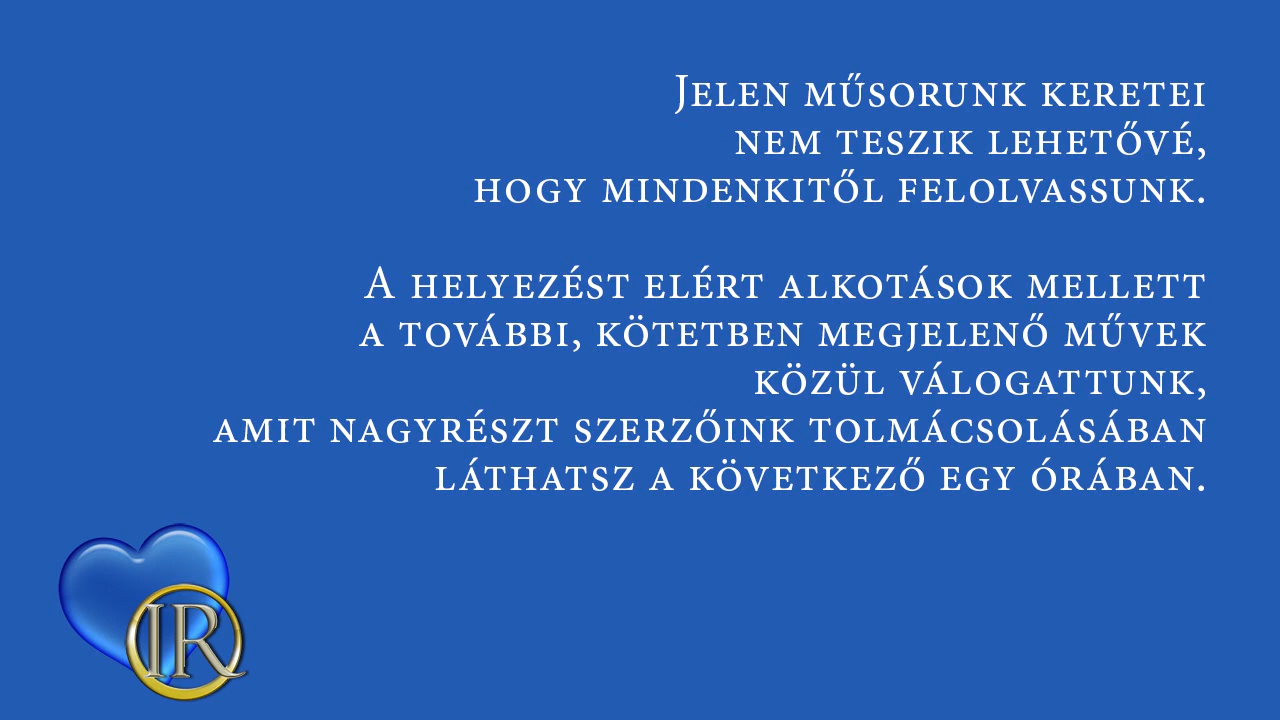 Jelen műsorunk keretei
nem teszik lehetővé,
hogy mindenkitől felolvassunk.
A helyezést elért alkotások mellett
a további, kötetben megjelenő művek
közül válogattunk,
amit nagyrészt szerzőink tolmácsolásában
láthatsz a következő egy órában.
IR